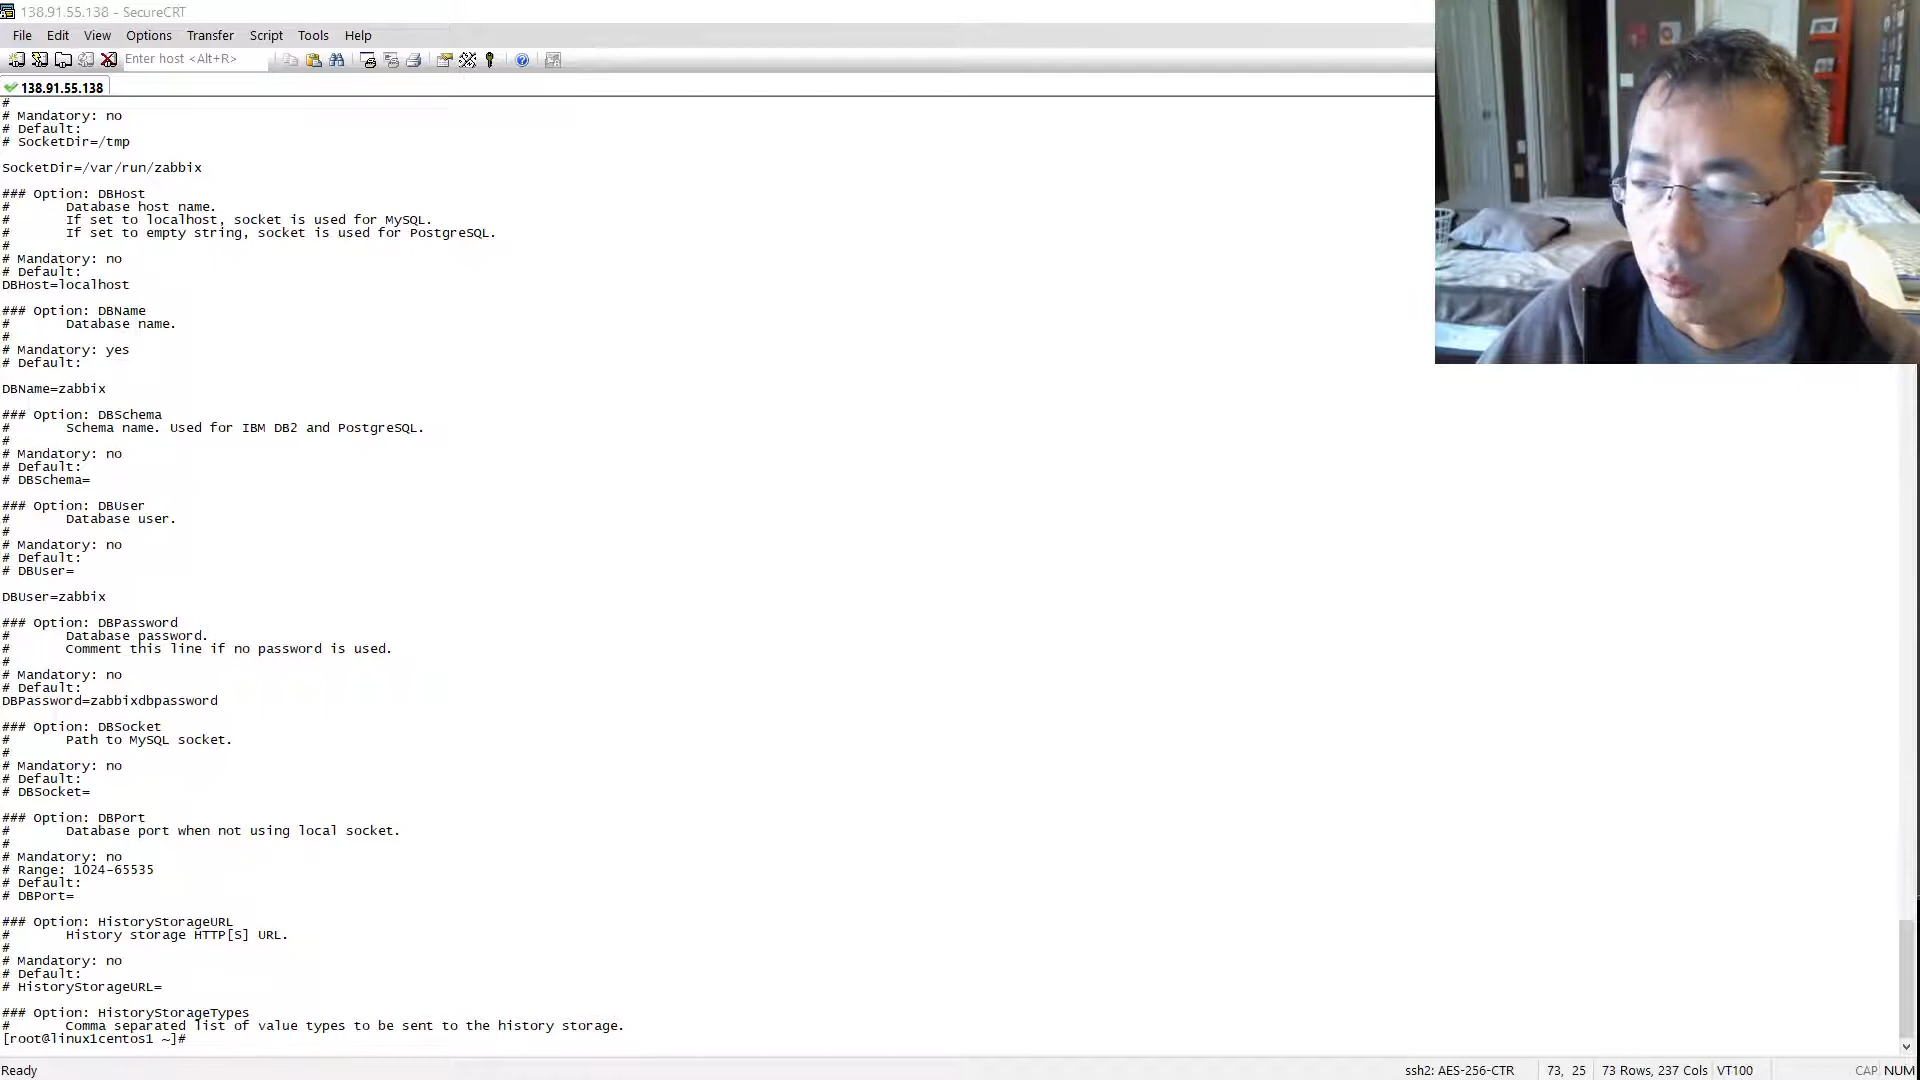 138.91.55.138 - SecureCRT
File Edit View Options Transfer Script Tools Help
Enter host <Alt+R>
138.91.55.138
#
# Mandatory: no
# Default:
# SocketDir=/tmp
SocketDir=/var/run/zabbix
### Option: DBHost
# Database host name.
# If set to localhost, socket is used for MySQL.
# If set to empty string, socket is used for PostgreSQL.
#
# Mandatory: no
# Default:
DBHost=localhost
### Option: DBName
# Database name.
#
# Mandatory: yes
# Default:
DBName=zabbix
### Option: DBSchema
# Schema name. Used for IBM DB2 and PostgreSQL.
#
# Mandatory: no
# Default:
# DBSchema=
### Option: DBUser
# Database user.
#
# Mandatory: no
# Default:
# DBUser=
DBUser=zabbix
### Option: DBPassword
# Database password.
# Comment this line if no password is used.
#
# Mandatory: no
# Default:
DBPassword=zabbixdbpassword
### Option: DBSocket
# Path to MySQL socket.
#
# Mandatory: no
# Default:
# DBSocket=
### Option: DBPort
# Database port when not using local socket.
#
# Mandatory: no
# Range: 1024-65535
# Default:
# DBPort=
### Option: HistoryStorageURL
# History storage HTTP[S] URL.
#
# Mandatory: no
# Default:
# HistoryStorageURL=
### Option: HistoryStorageTypes
# Comma separated list of value types to be sent to the history storage.
[root@linux1centos1 ~]#
Ready ssh2: AES-256-CTR 73, 25 73 Rows, 237 Cols VT100 CAP NUM